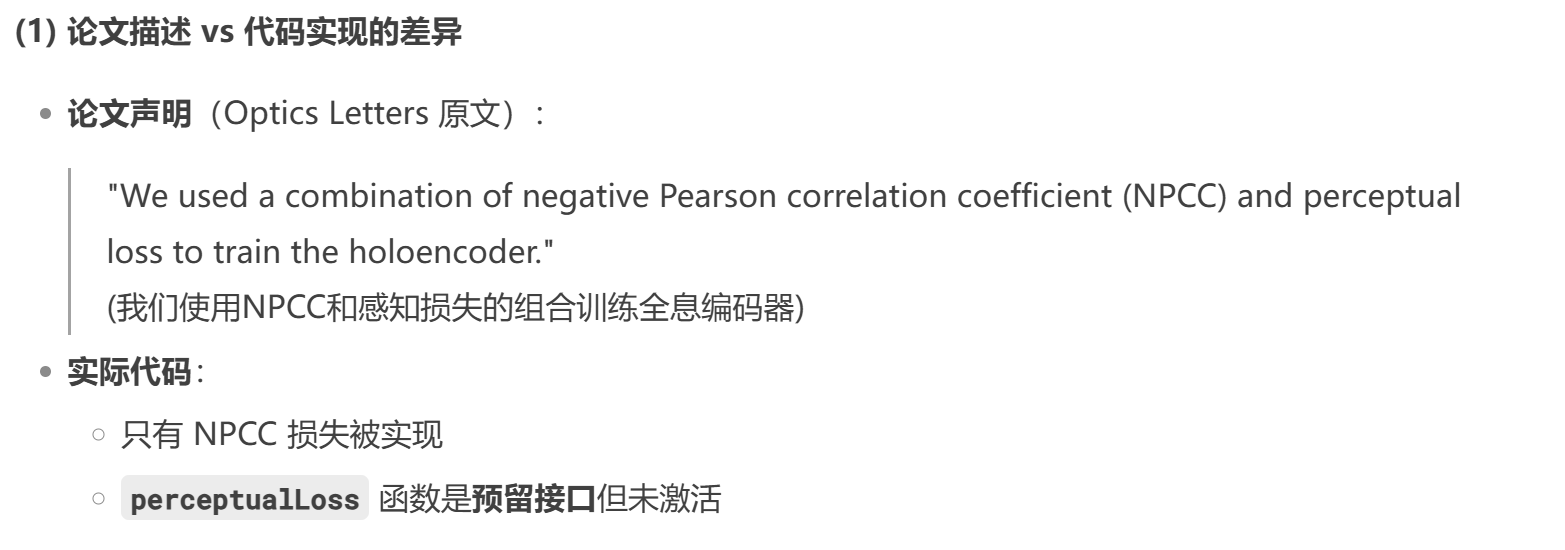 (1) 论文描述 vs 代码实现的差异
论文声明（Optics Letters 原文）:
"We used a combination of negative Pearson correlation coefficient (NPCC) and perceptual
loss to train the holoencoder."
(我们使用NPCC和感知损失的组合训练全息编码器)
实际代码:
只有 NPCC 损失被实现
perceptualLoss 函数是预留接口但未激活